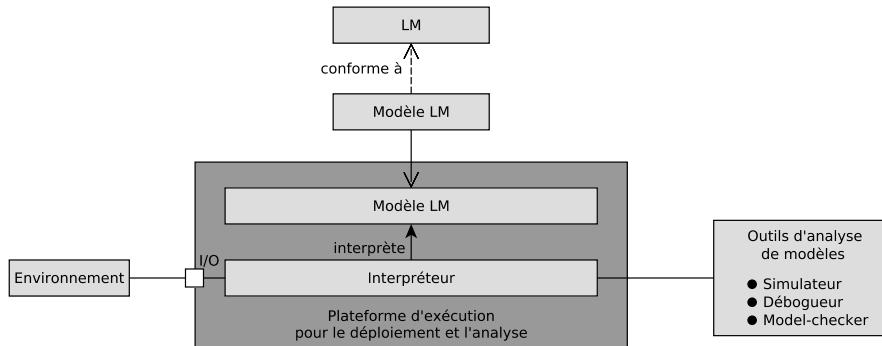 LM
conforme à
Modèle LM
Modèle LM
interprète
I/O
Environnement
Interpréteur
Plateforme d'exécution
pour le déploiement et l'analyse
Outils d'analyse
de modèles
● Simulateur
● Débogueur
● Model-checker